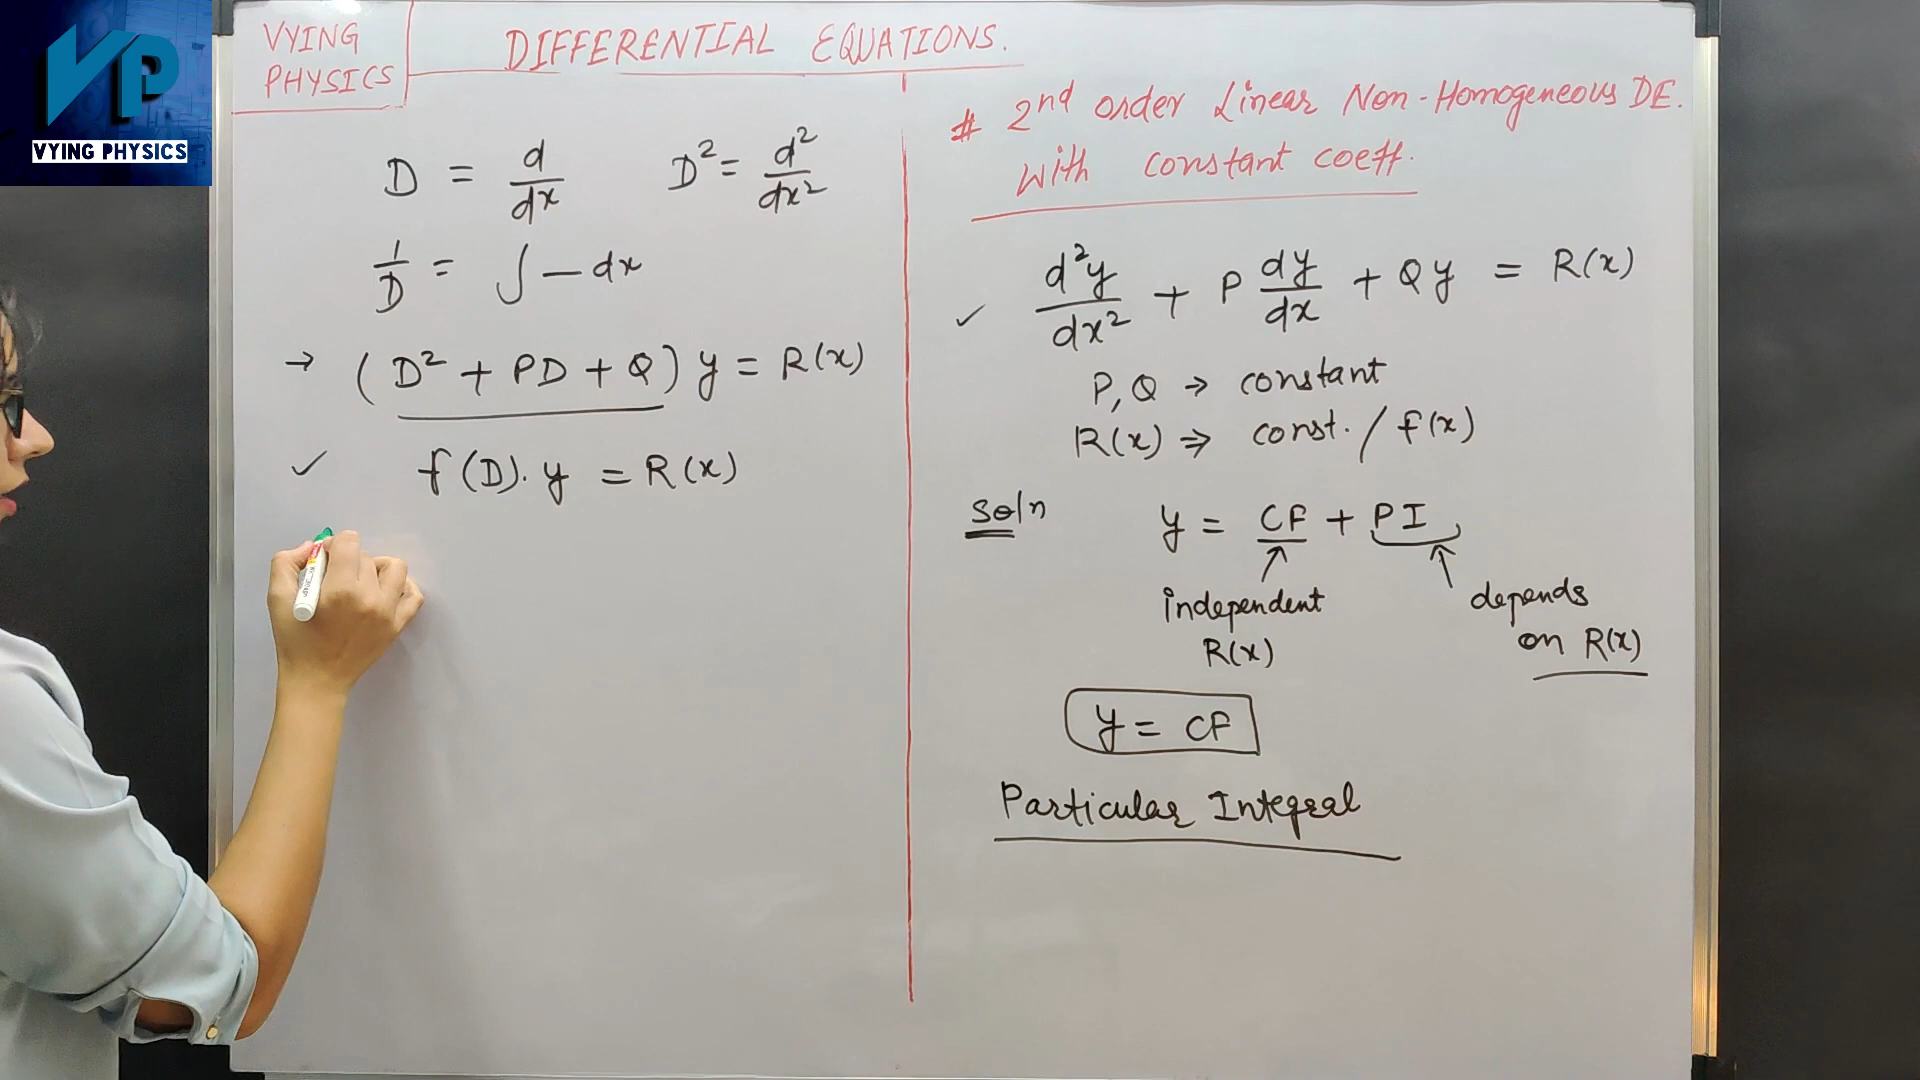 VP
VYING PHYSICS
VYING
PHYSICS
DIFFERENTIAL EQUATIONS.
D = d/dx D² = d²/dx²
1/D = ∫ — dx
→ (D² + PD + Q) y = R(x)
✓ f(D). y = R(x)
# 2nd order Linear Non-Homogeneous DE.
with constant coeff.
✓ d²y/dx² + P dy/dx + Qy = R(x)
P, Q → constant
R(x) ⇒ const. / f(x)
Soln y = CF + PI
independent
R(x)
depends
on R(x)
y = CF
Particular Integral